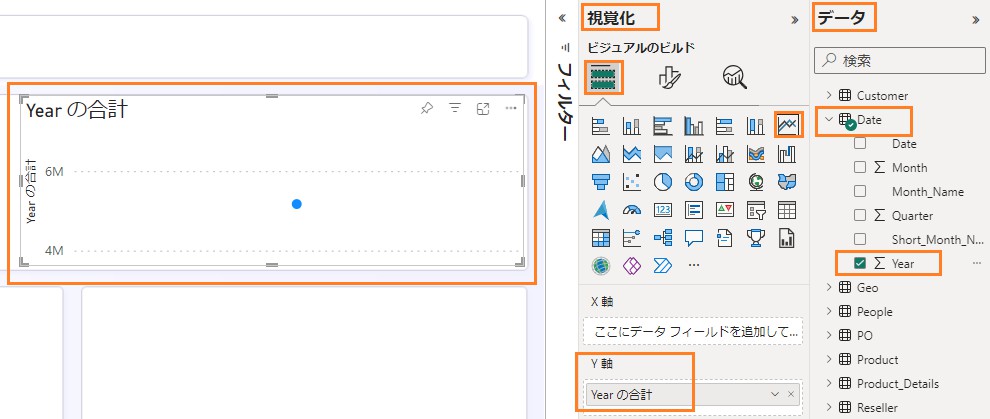 Year の合計
Year の合計
6M
4M
フィルター
視覚化
ビジュアルのビルド
123
X 軸
ここにデータ フィールドを追加して...
Y 軸
Year の合計
データ
検索
Customer
Date
Date
Month
Month_Name
Quarter
Short_Month_N...
Year
Geo
People
PO
Product
Product_Details
Reseller